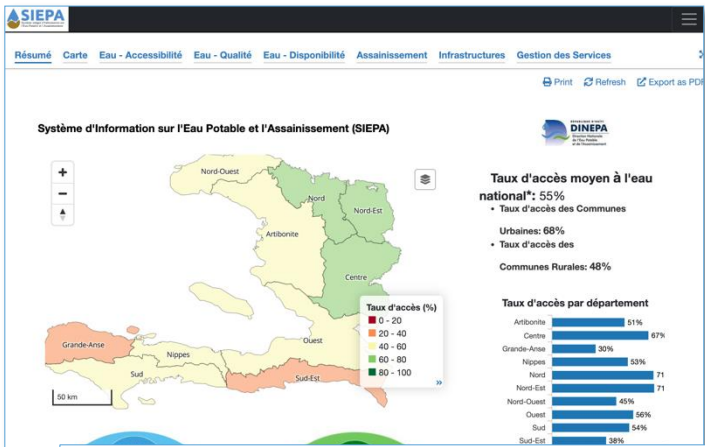 SIEPA
Résumé Carte Eau - Accessibilité Eau - Qualité Eau - Disponibilité Assainissement Infrastructures Gestion des Services
Print Refresh Export as PDF
Système d'Information sur l'Eau Potable et l'Assainissement (SIEPA)
DINEPA
+
−
Nord-Ouest
Nord
Nord-Est
Artibonite
Centre
Ouest
Grande-Anse
Nippes
Sud
Sud-Est
50 km
Taux d'accès (%)
0 - 20
20 - 40
40 - 60
60 - 80
80 - 100
»
Taux d'accès moyen à l'eau
national*: 55%
• Taux d'accès des Communes
Urbaines: 68%
• Taux d'accès des
Communes Rurales: 48%
Taux d'accès par département
Artibonite 51%
Centre 67%
Grande-Anse 30%
Nippes 53%
Nord 71
Nord-Est 71
Nord-Ouest 45%
Ouest 56%
Sud 54%
Sud-Est 38%